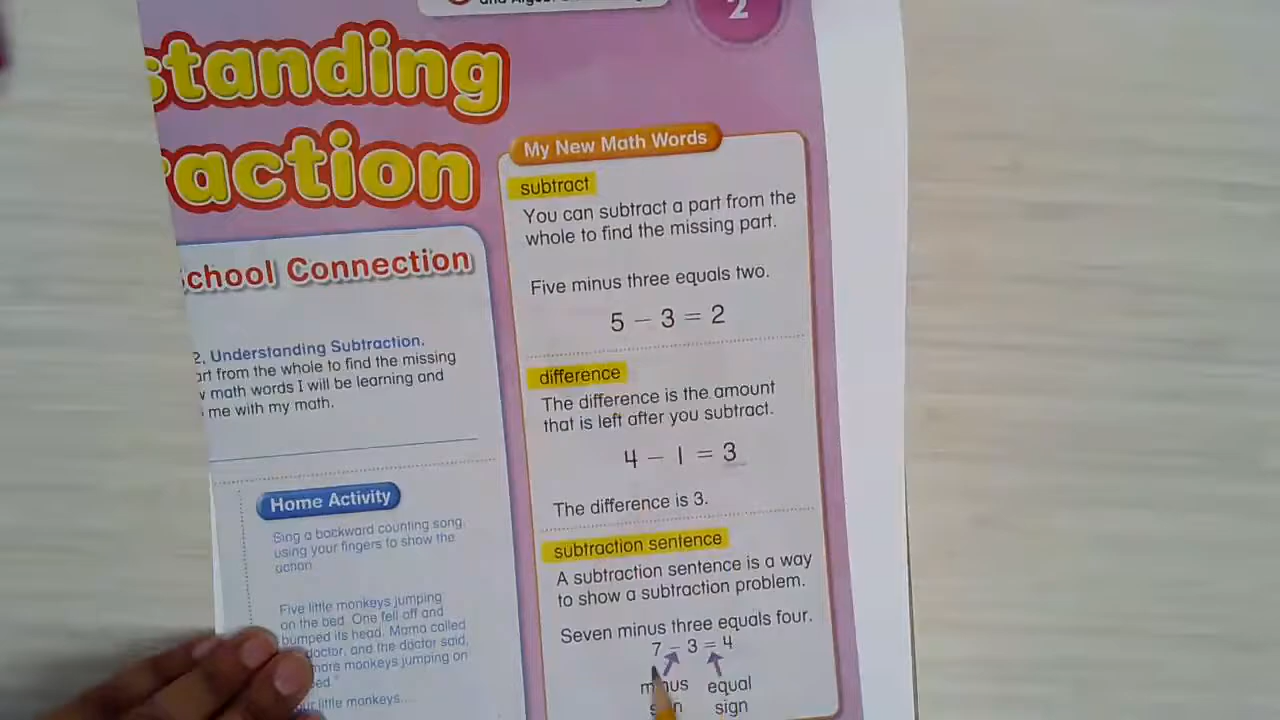 2
standing
raction
My New Math Words
subtract
You can subtract a part from the
whole to find the missing part.
Five minus three equals two.
5 − 3 = 2
difference
The difference is the amount
that is left after you subtract.
4 − 1 = 3
The difference is 3.
subtraction sentence
A subtraction sentence is a way
to show a subtraction problem.
Seven minus three equals four.
7 − 3 = 4
equal
sign
chool Connection
2. Understanding Subtraction.
art from the whole to find the missing
math words I will be learning and
me with my math.
Home Activity
Sing a backward counting song,
using your fingers to show the
action.
Five little monkeys jumping
on the bed. One fell off and
bumped its head. Mama called
doctor, and the doctor said,
more monkeys jumping on
little monkeys....